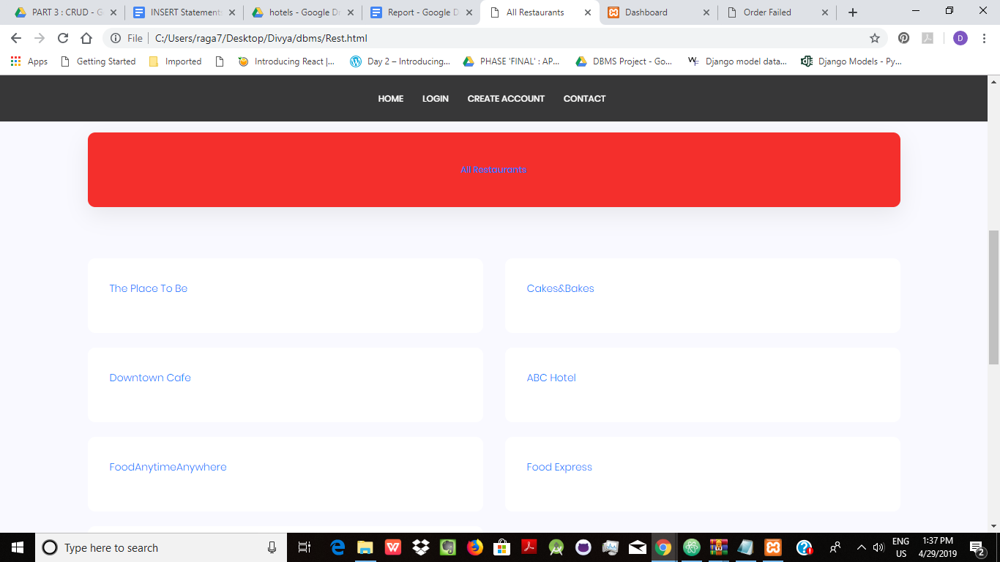 PART 3 : CRUD - G
INSERT Statement
hotels - Google Dr
Report - Google D
All Restaurants
Dashboard
Order Failed
File
C:/Users/raga7/Desktop/Divya/dbms/Rest.html
D
Apps
Getting Started
Imported
Introducing React |...
Day 2 – Introducing...
PHASE 'FINAL' : AP...
DBMS Project - Go...
Django model data...
Django Models - Py...
HOME LOGIN CREATE ACCOUNT CONTACT
All Restaurants
The Place To Be
Cakes&Bakes
Downtown Cafe
ABC Hotel
FoodAnytimeAnywhere
Food Express
Type here to search
ENG
US
1:37 PM
4/29/2019
2